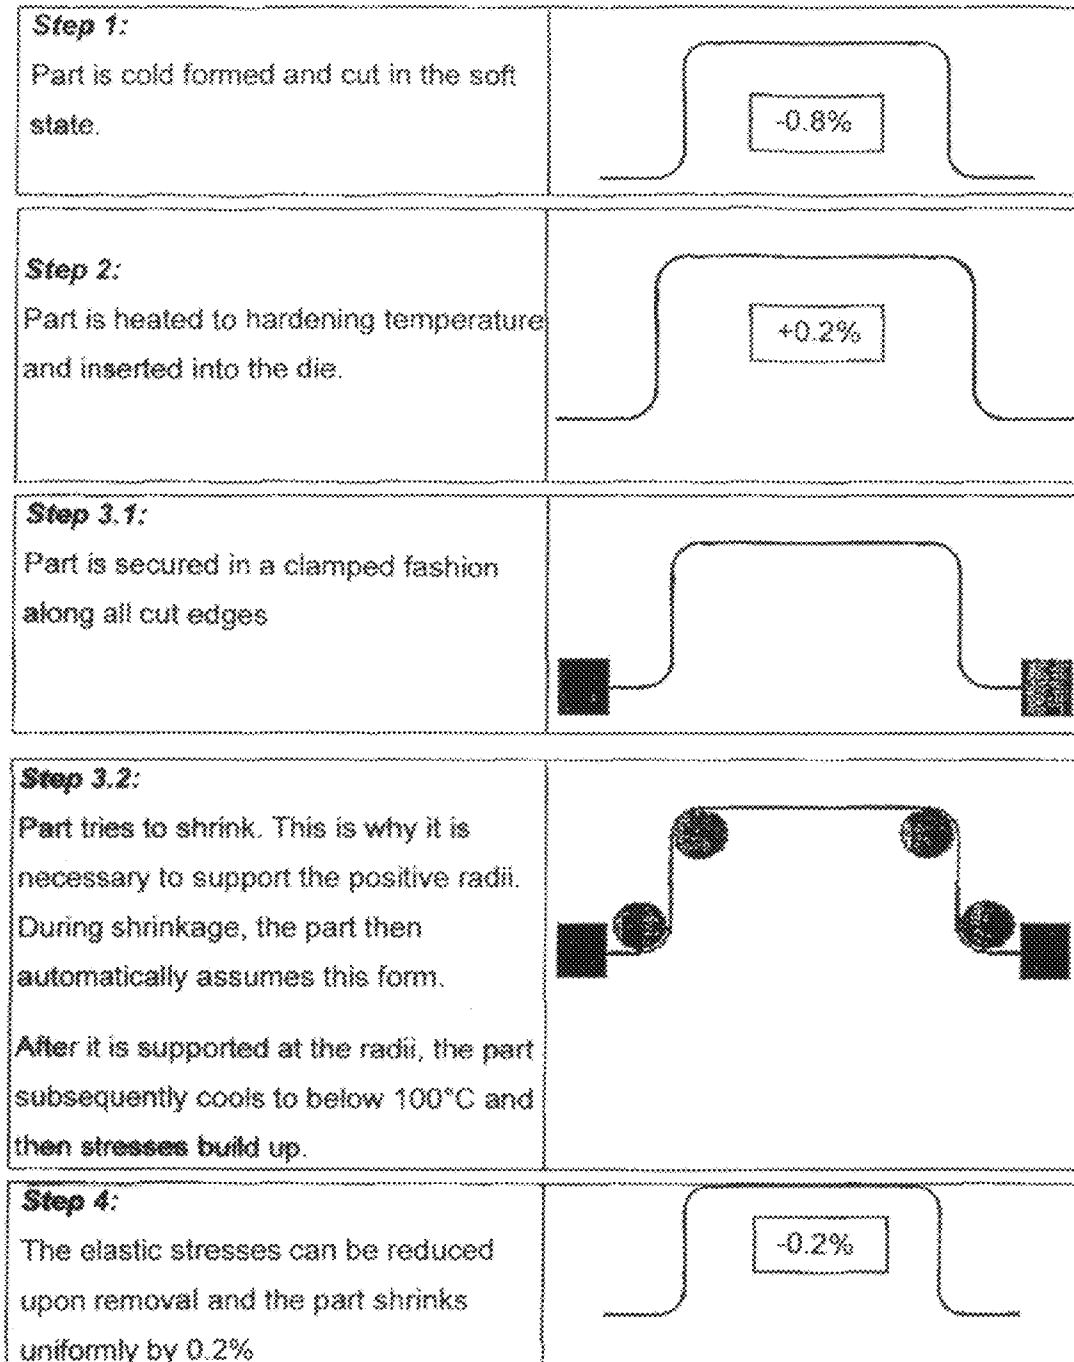 Step 1:
Part is cold formed and cut in the soft
state.
-0.8%
Step 2:
Part is heated to hardening temperature
and inserted into the die.
+0.2%
Step 3.1:
Part is secured in a clamped fashion
along all cut edges
Step 3.2:
Part tries to shrink. This is why it is
necessary to support the positive radii.
During shrinkage, the part then
automatically assumes this form.
After it is supported at the radii, the part
subsequently cools to below 100°C and
then stresses build up.
Step 4:
The elastic stresses can be reduced
upon removal and the part shrinks
uniformly by 0.2%
-0.2%